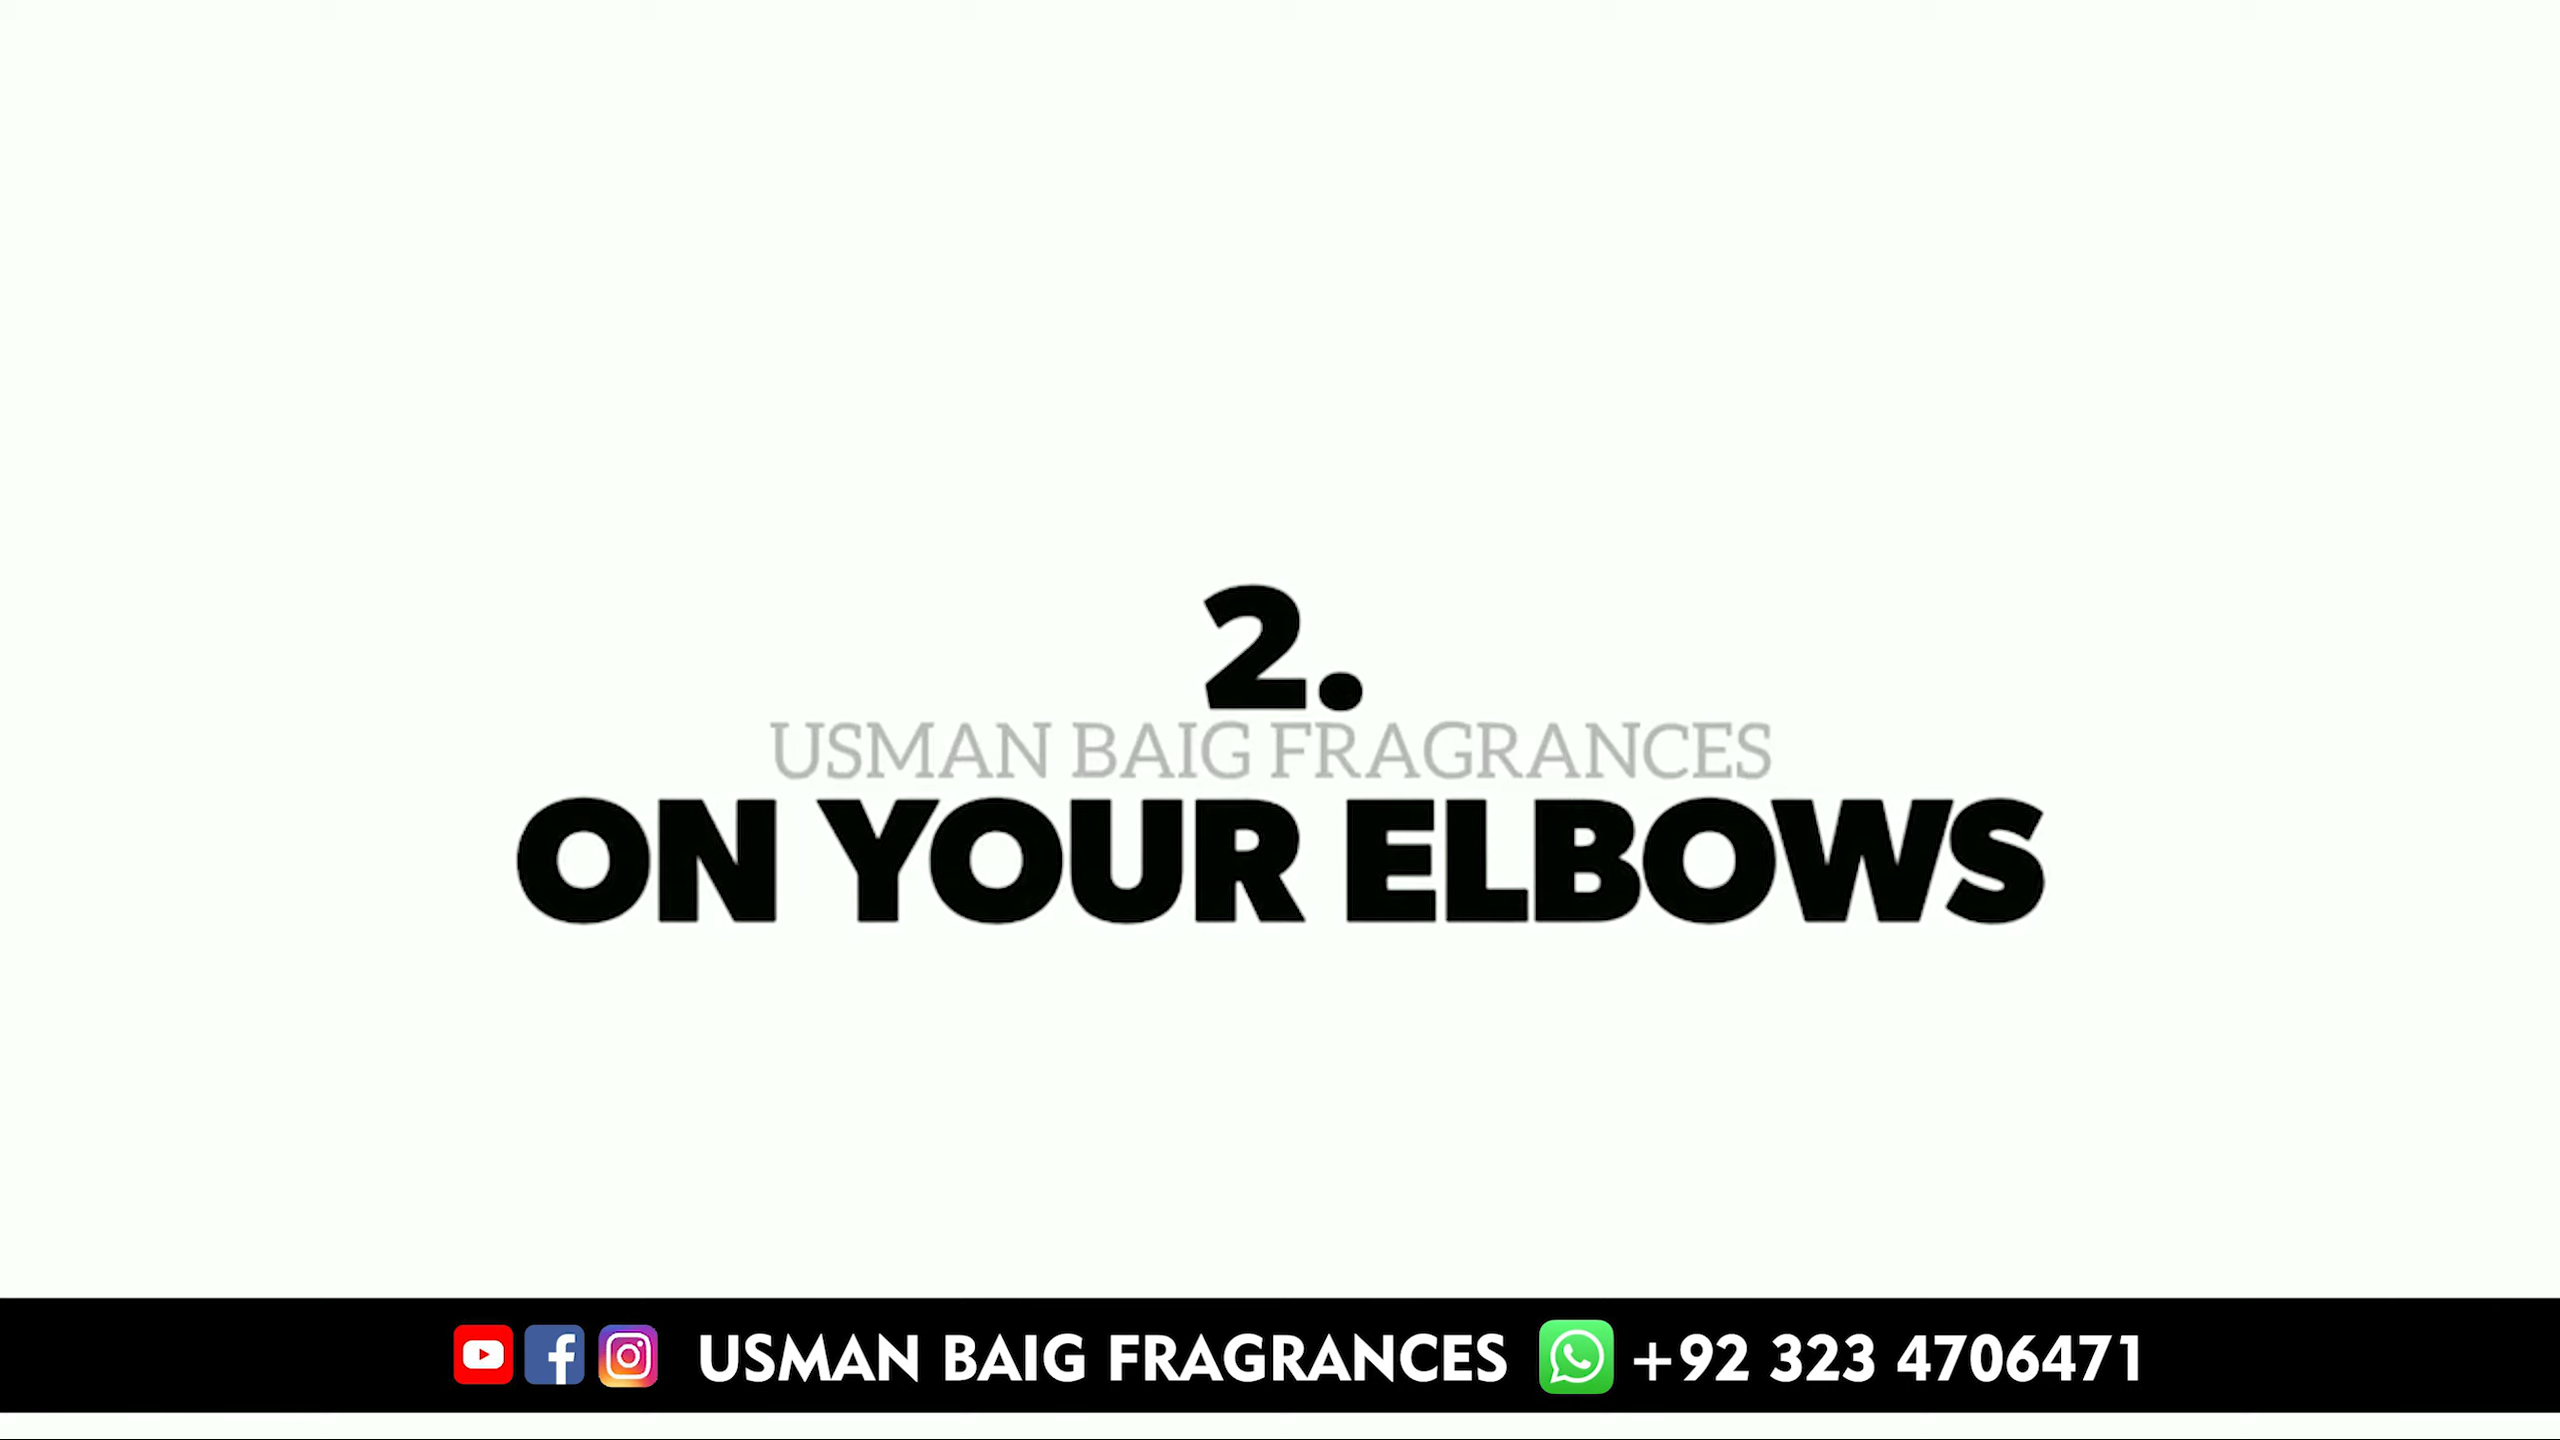 2.
USMAN BAIG FRAGRANCES
ON YOUR ELBOWS
USMAN BAIG FRAGRANCES +92 323 4706471